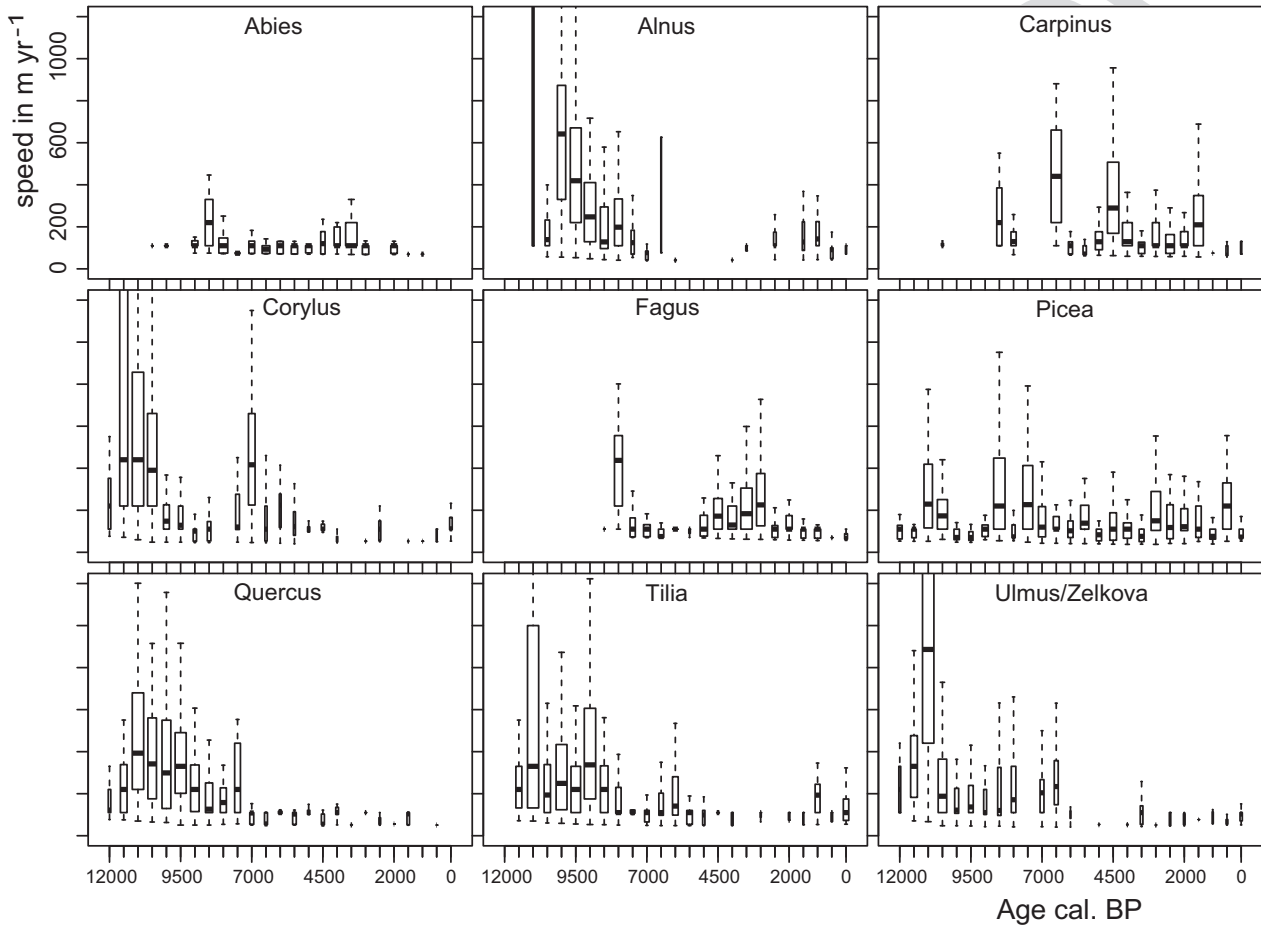 Abies
Alnus
Carpinus
speed in m yr⁻¹
1000
600
200
0
Corylus
Fagus
Picea
Quercus
Tilia
Ulmus/Zelkova
12000 9500 7000 4500 2000 0
12000 9500 7000 4500 2000 0
12000 9500 7000 4500 2000 0
Age cal. BP